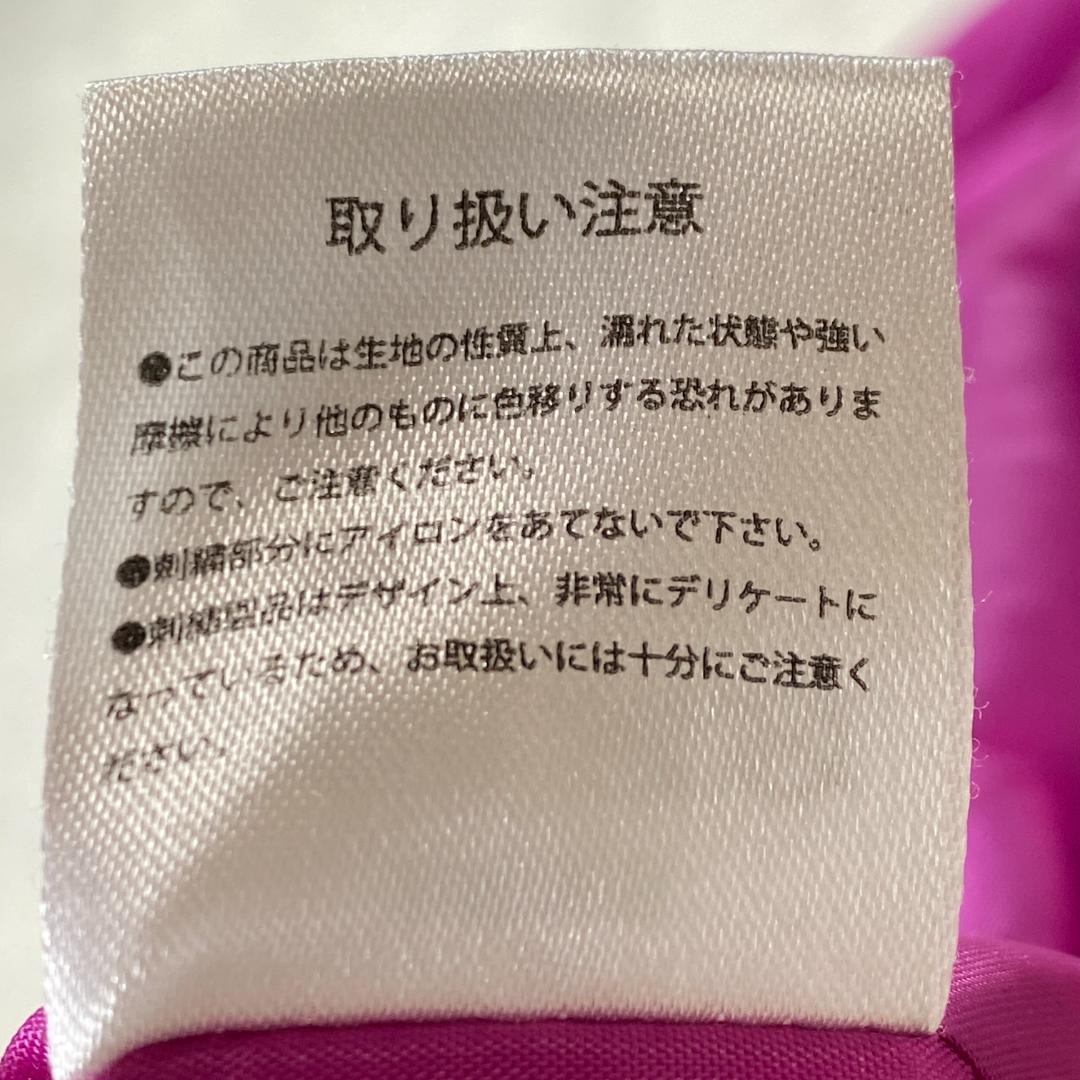 取り扱い注意
●この商品は生地の性質上、濡れた状態や強い
摩擦により他のものに色移りする恐れがありま
すので、ご注意ください。
●刺繍部分にアイロンをあてないで下さい。
●刺繍製品はデザイン上、非常にデリケートに
なっているため、お取扱いには十分にご注意く
ださい。